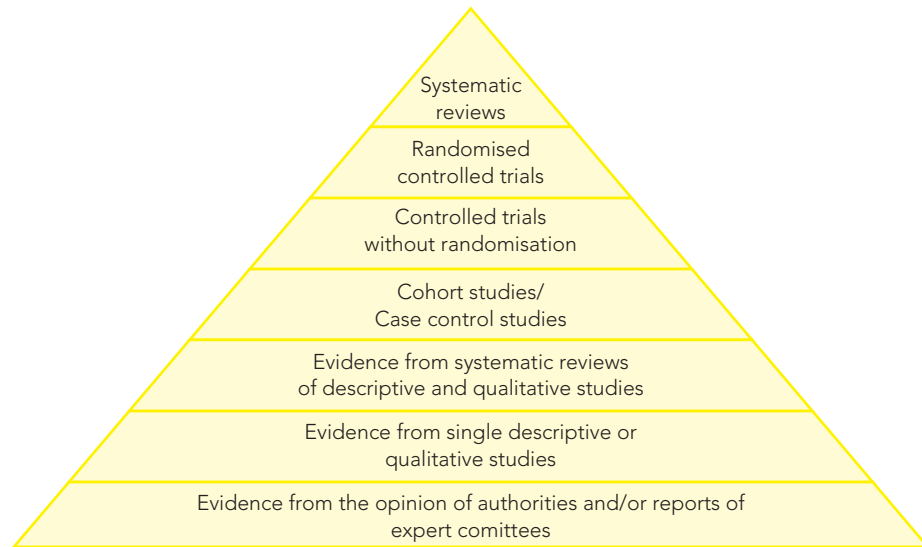 Systematic
reviews
Randomised
controlled trials
Controlled trials
without randomisation
Cohort studies/
Case control studies
Evidence from systematic reviews
of descriptive and qualitative studies
Evidence from single descriptive or
qualitative studies
Evidence from the opinion of authorities and/or reports of
expert comittees